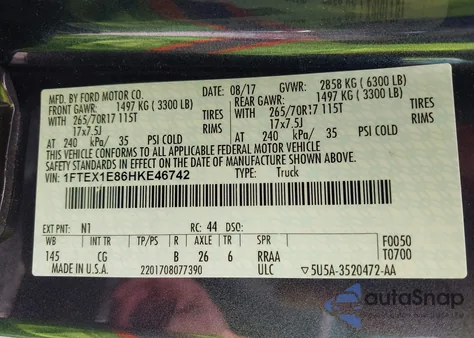 MFD. BY FORD MOTOR CO. DATE: 08/17 GVWR: 2858 KG ( 6300 LB)
FRONT GAWR: 1497 KG ( 3300 LB) REAR GAWR: 1497 KG ( 3300 LB)
WITH 265/70R17 115T TIRES WITH 265/70R17 115T TIRES
17x7.5J RIMS 17x7.5J RIMS
AT 240 kPa/ 35 PSI COLD AT 240 kPa/ 35 PSI COLD
THIS VEHICLE CONFORMS TO ALL APPLICABLE FEDERAL MOTOR VEHICLE
SAFETY STANDARDS IN EFFECT ON THE DATE OF MANUFACTURE SHOWN ABOVE.
VIN: 1FTEX1E86HKE46742 TYPE: Truck
EXT PNT: N1 RC: 44 DSO:
WB INT TR TP/PS R AXLE TR SPR F0050
145 CG B 26 6 RRAA T0700
MADE IN U.S.A. 2201708077390 ULC ▽5U5A-3520472-AA
autoSnap